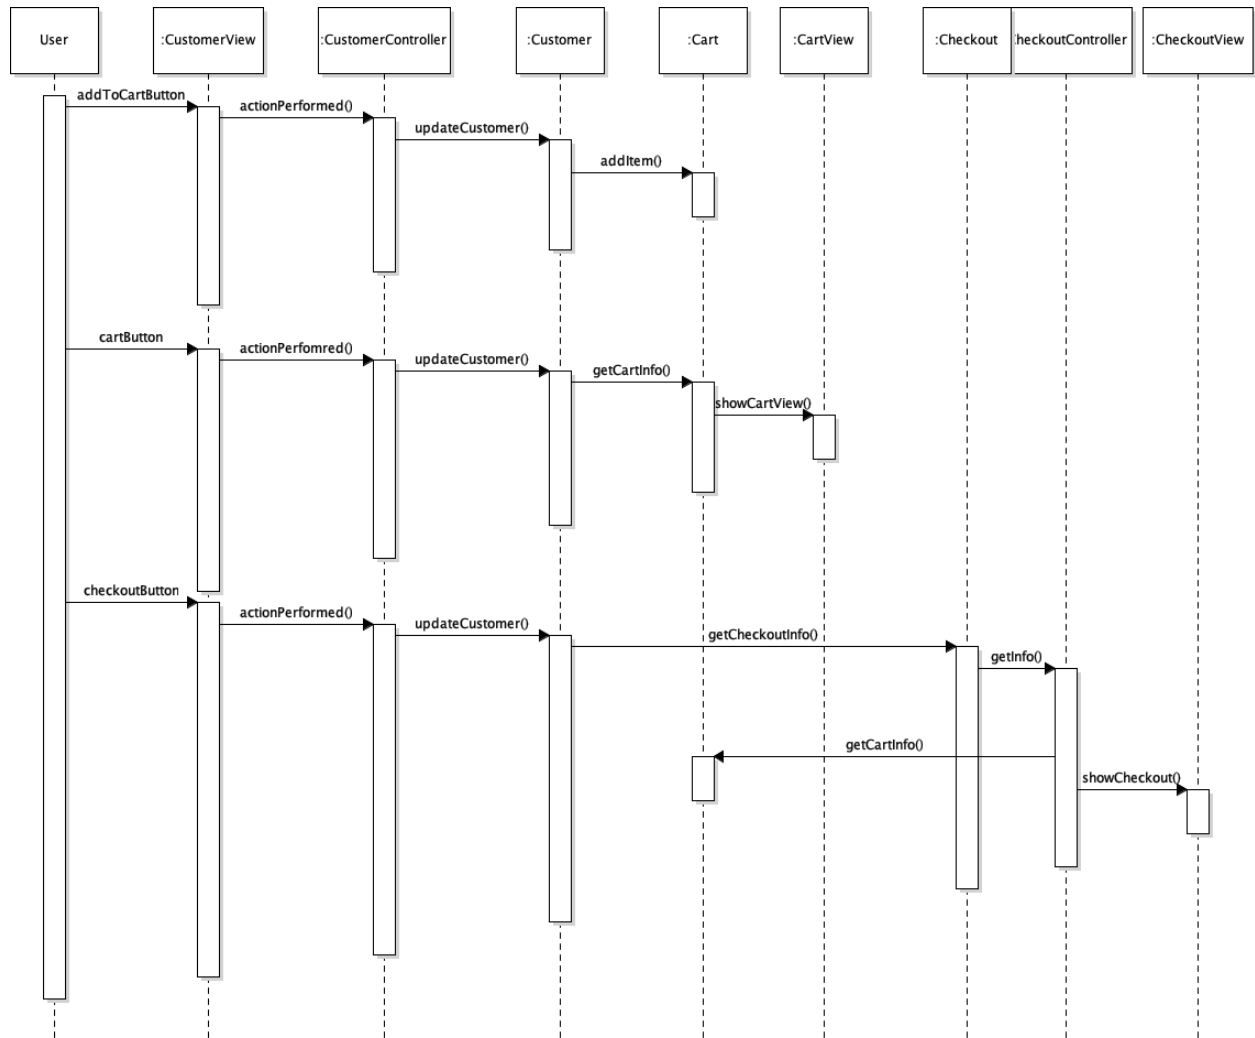 User
:CustomerView
:CustomerController
:Customer
:Cart
:CartView
:Checkout
heckoutController
:CheckoutView
addToCartButton
actionPerformed()
updateCustomer()
addItem()
cartButton
actionPerfomred()
updateCustomer()
getCartInfo()
showCartView()
checkoutButton
actionPerformed()
updateCustomer()
getCheckoutInfo()
getInfo()
getCartInfo()
showCheckout()